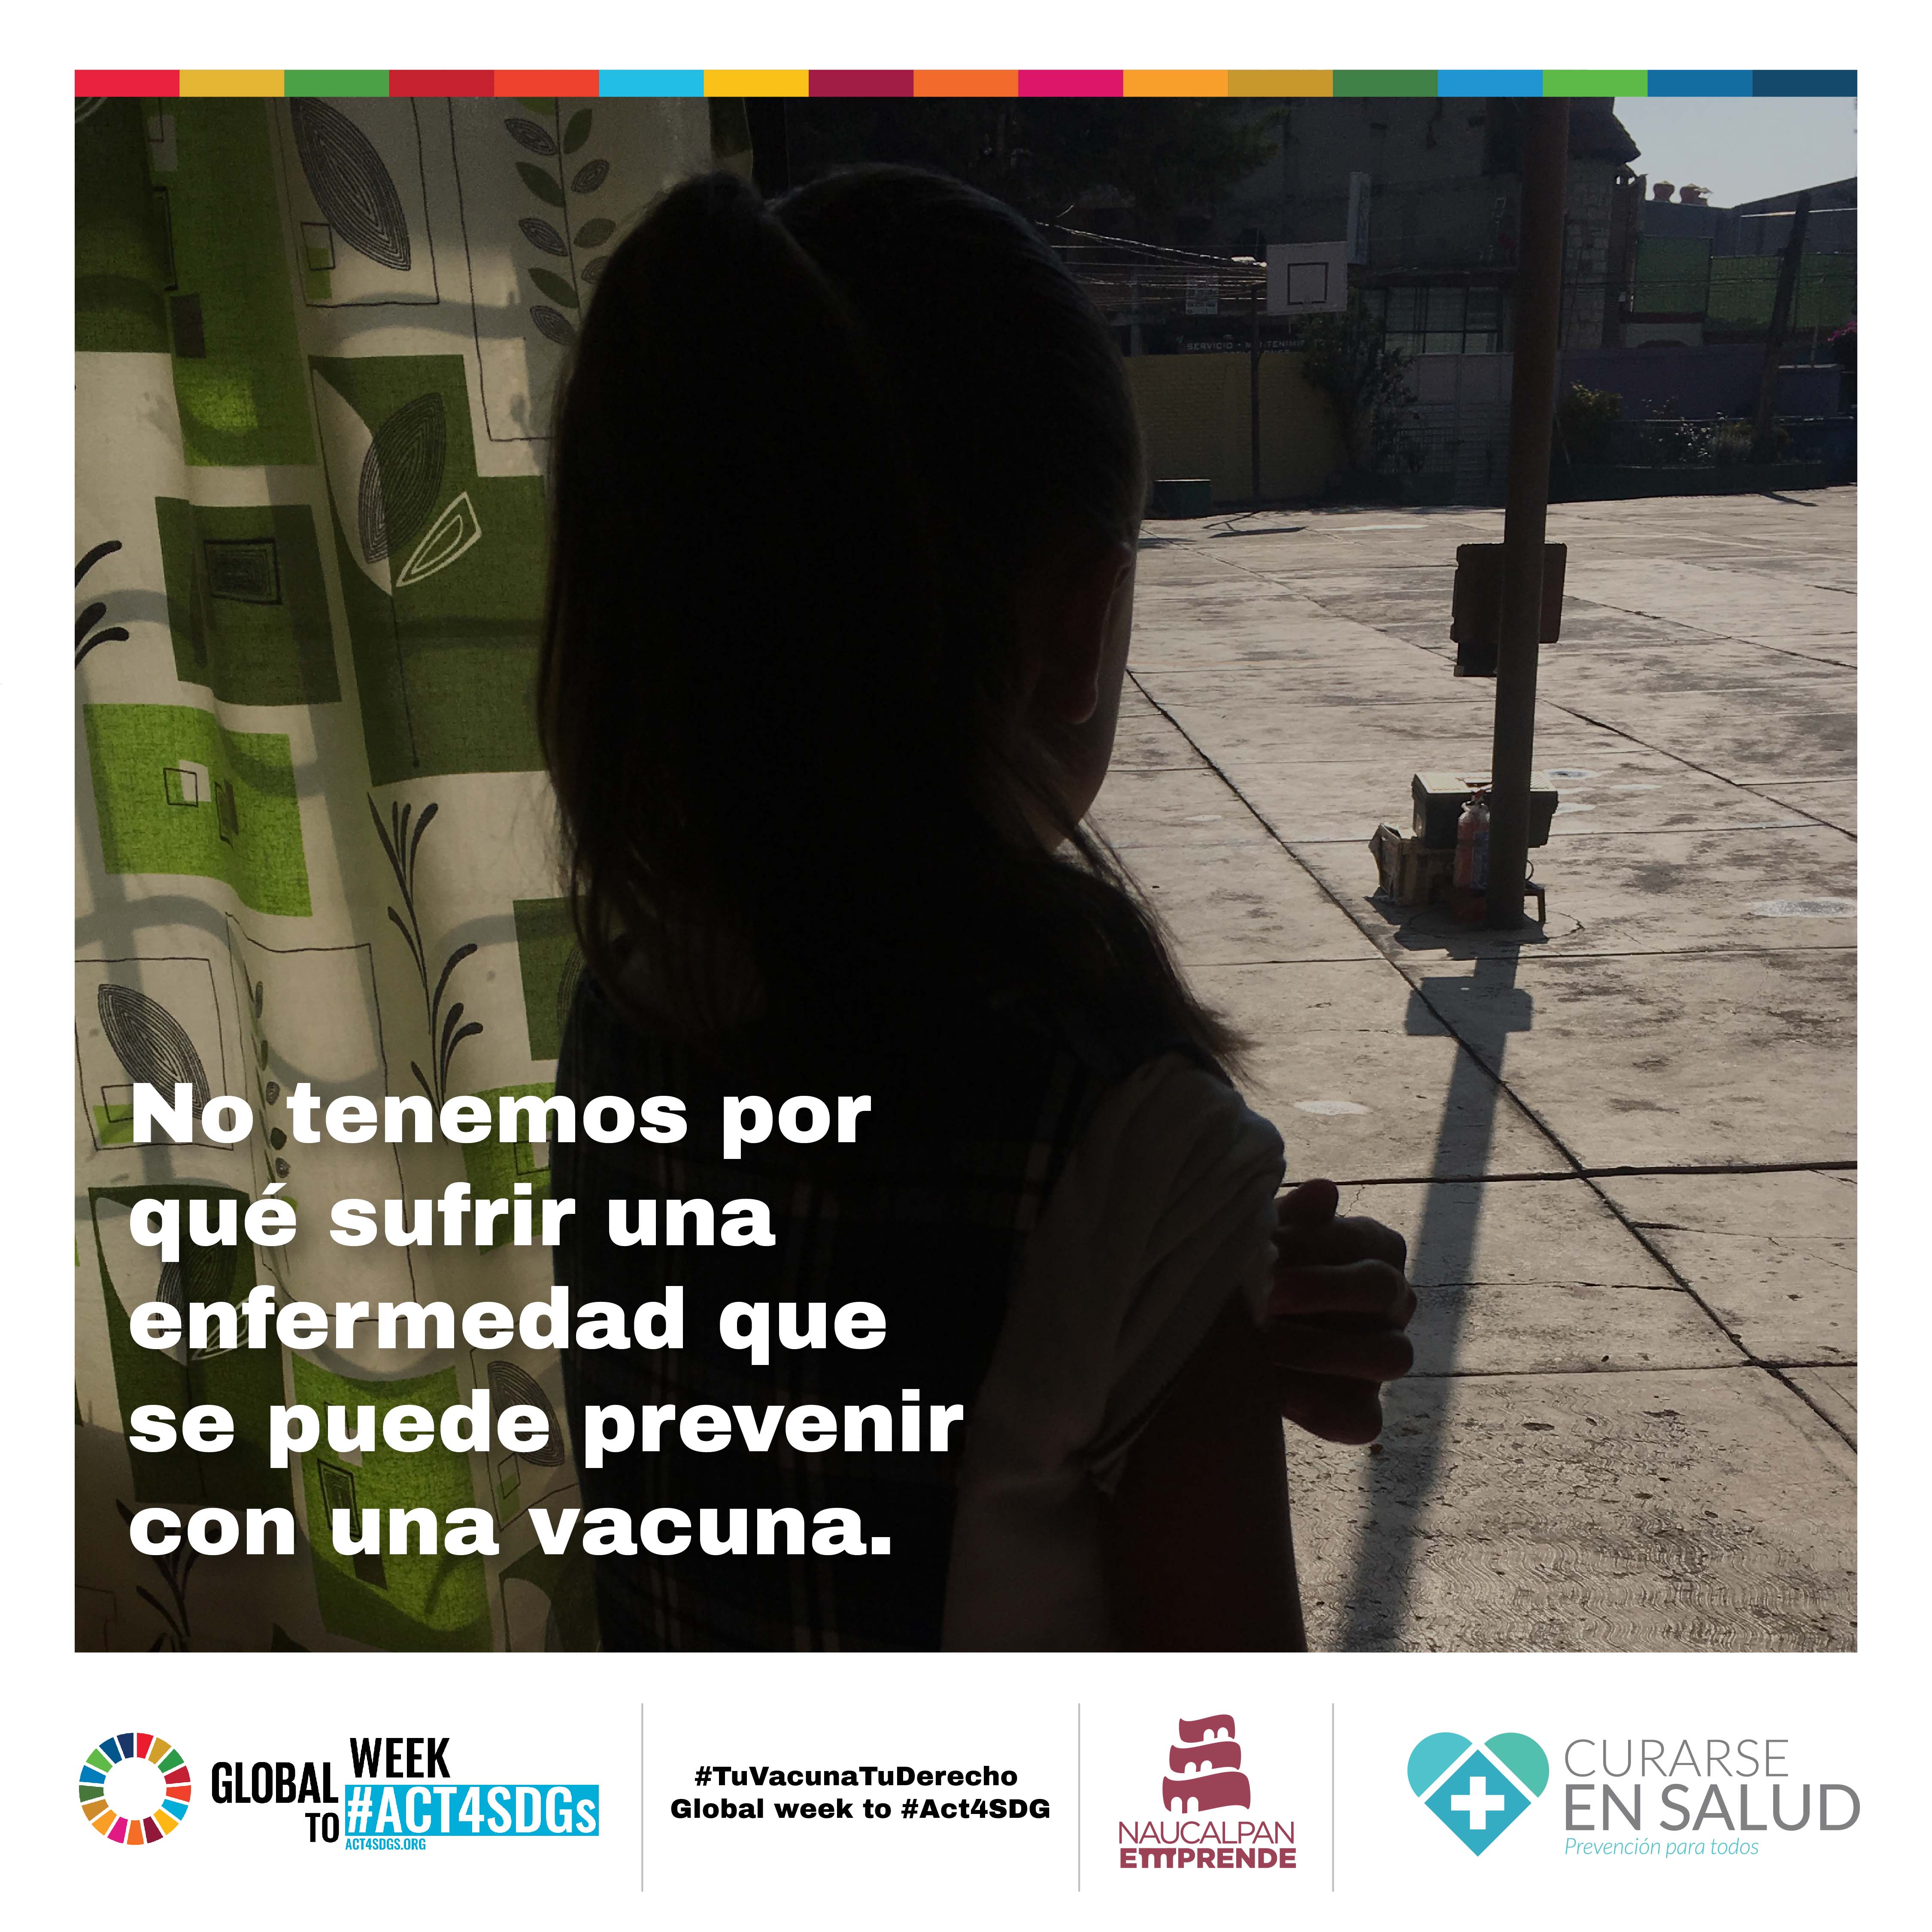 SERVICIO
No tenemos por
qué sufrir una
enfermedad que
se puede prevenir
con una vacuna.
GLOBAL WEEK
TO #ACT4SDGs
ACT4SDGS.ORG
#TuVacunaTuDerecho
Global week to #Act4SDG
NAUCALPAN
EMPRENDE
CURARSE
EN SALUD
Prevención para todos